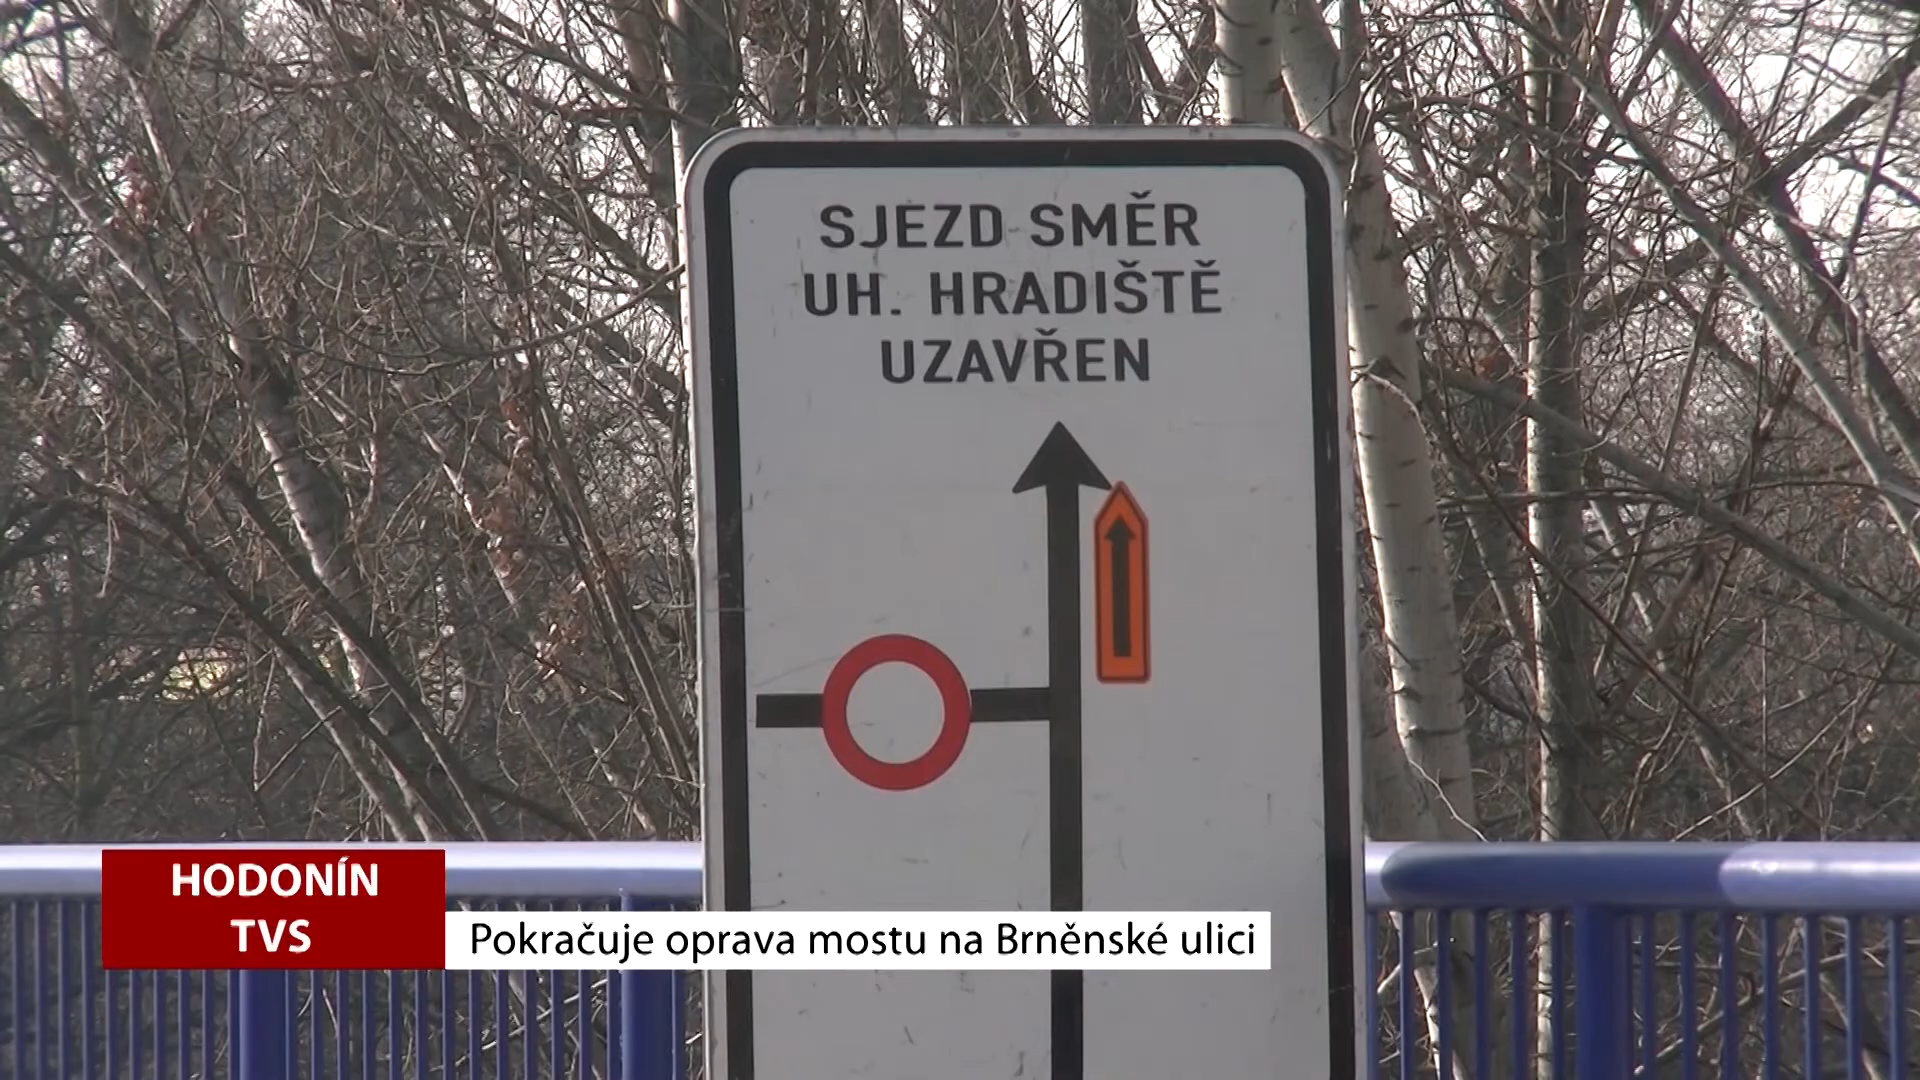 SJEZD SMĚR
UH. HRADIŠTĚ
UZAVŘEN
HODONÍN
TVS
Pokračuje oprava mostu na Brněnské ulici